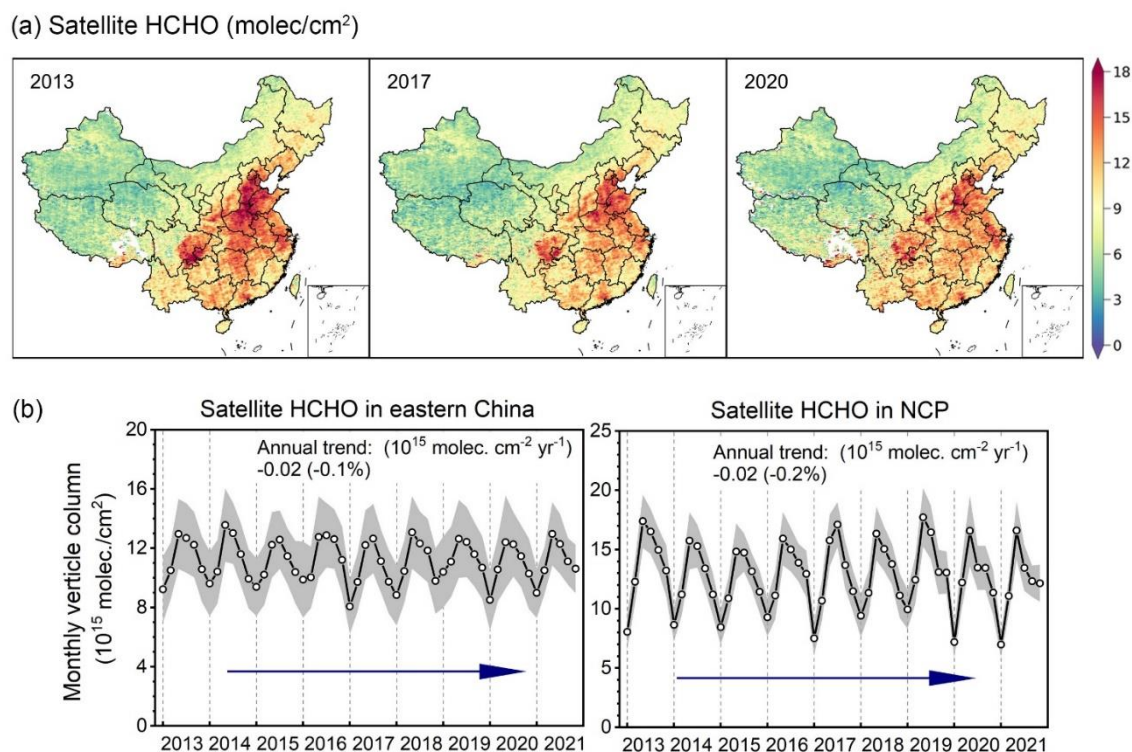 (a) Satellite HCHO (molec/cm²)
2013
2017
2020
18
15
12
9
6
3
0
(b)
Satellite HCHO in eastern China
Annual trend: (10¹⁵ molec. cm⁻² yr⁻¹)
-0.02 (-0.1%)
Monthly verticle column
(10¹⁵ molec./cm²)
20
16
12
8
4
0
2013 2014 2015 2016 2017 2018 2019 2020 2021
Satellite HCHO in NCP
Annual trend: (10¹⁵ molec. cm⁻² yr⁻¹)
-0.02 (-0.2%)
25
20
15
10
5
0
2013 2014 2015 2016 2017 2018 2019 2020 2021